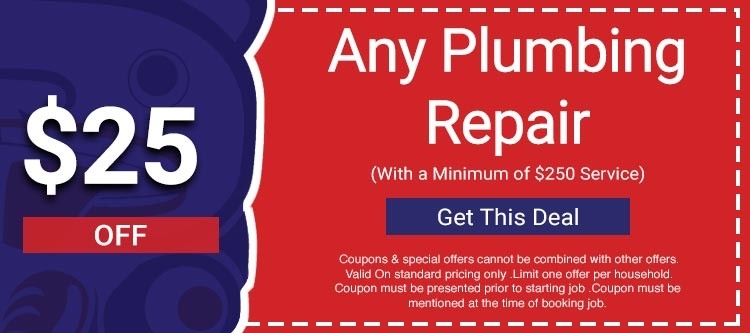 $25
OFF
Any Plumbing
Repair
(With a Minimum of $250 Service)
Get This Deal
Coupons & special offers cannot be combined with other offers.
Valid On standard pricing only .Limit one offer per household.
Coupon must be presented prior to starting job .Coupon must be
mentioned at the time of booking job.